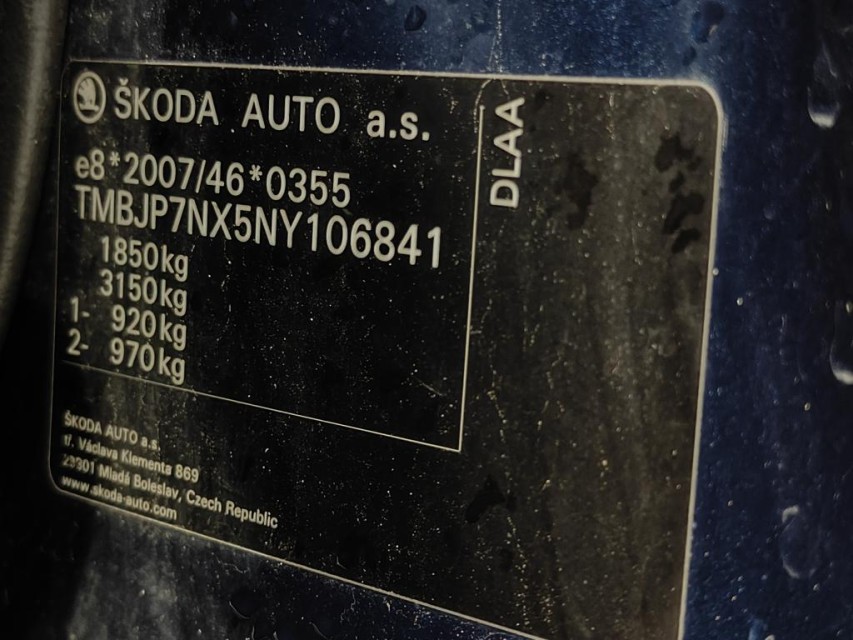 ŠKODA AUTO a.s.
e8*2007/46*0355
TMBJP7NX5NY106841
1850kg
3150kg
1- 920kg
2- 970kg
DLAA
ŠKODA AUTO a.s.
tř. Václava Klementa 869
29301 Mladá Boleslav, Czech Republic
www.skoda-auto.com